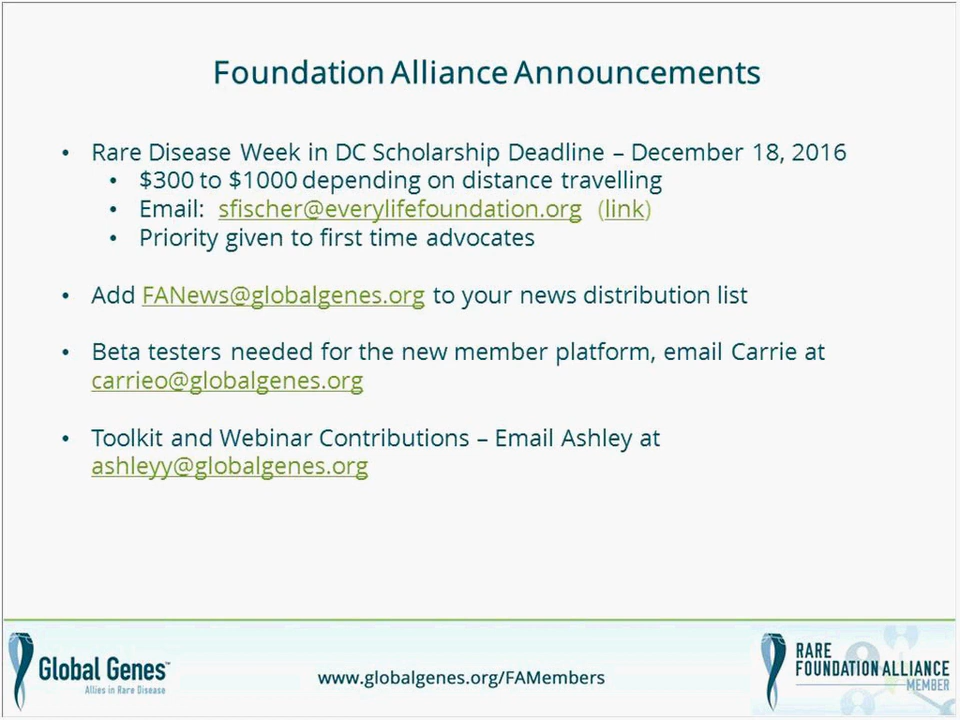 Foundation Alliance Announcements
• Rare Disease Week in DC Scholarship Deadline – December 18, 2016
• $300 to $1000 depending on distance travelling
• Email: sfischer@everylifefoundation.org (link)
• Priority given to first time advocates
• Add FANews@globalgenes.org to your news distribution list
• Beta testers needed for the new member platform, email Carrie at
carrieo@globalgenes.org
• Toolkit and Webinar Contributions – Email Ashley at
ashleyy@globalgenes.org
Global Genes™
Allies in Rare Disease
www.globalgenes.org/FAMembers
RARE
FOUNDATION ALLIANCE
MEMBER